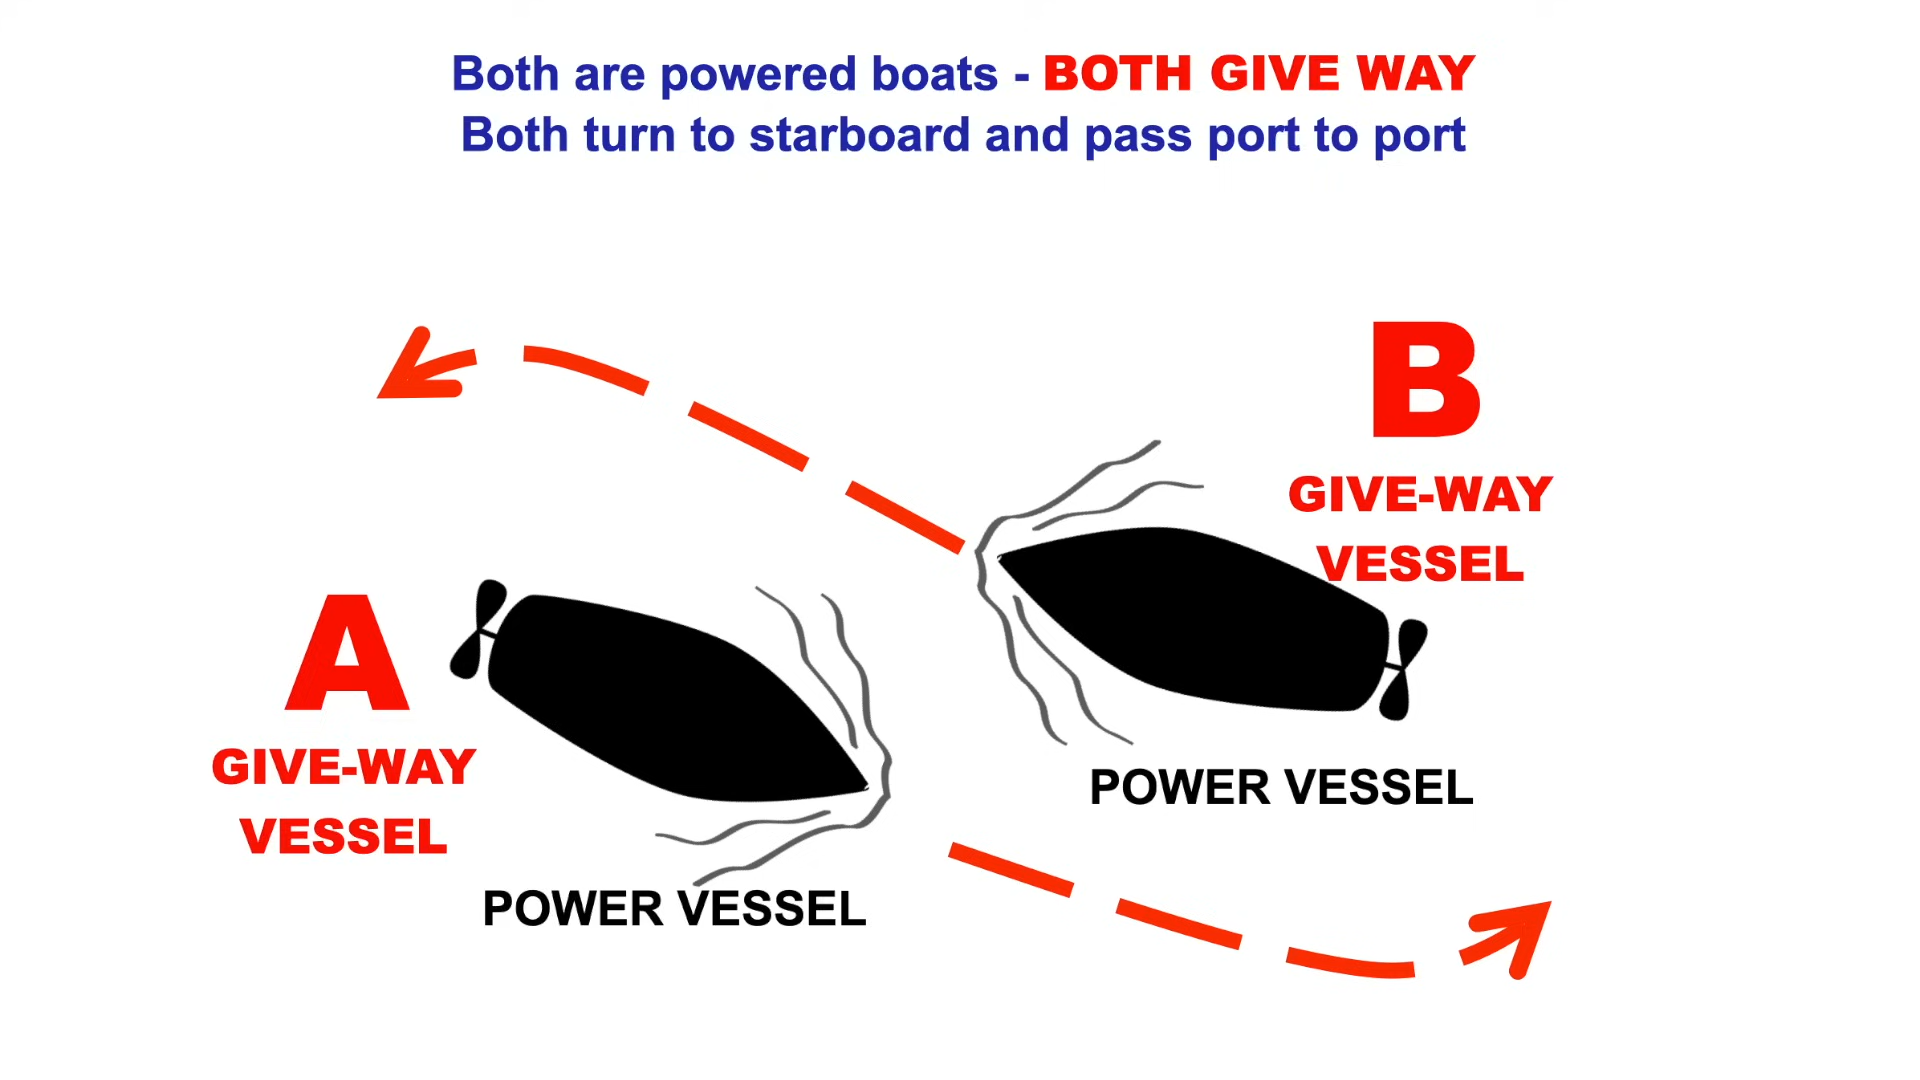 Both are powered boats - BOTH GIVE WAY
Both turn to starboard and pass port to port
B
GIVE-WAY
VESSEL
A
GIVE-WAY
VESSEL
POWER VESSEL
POWER VESSEL